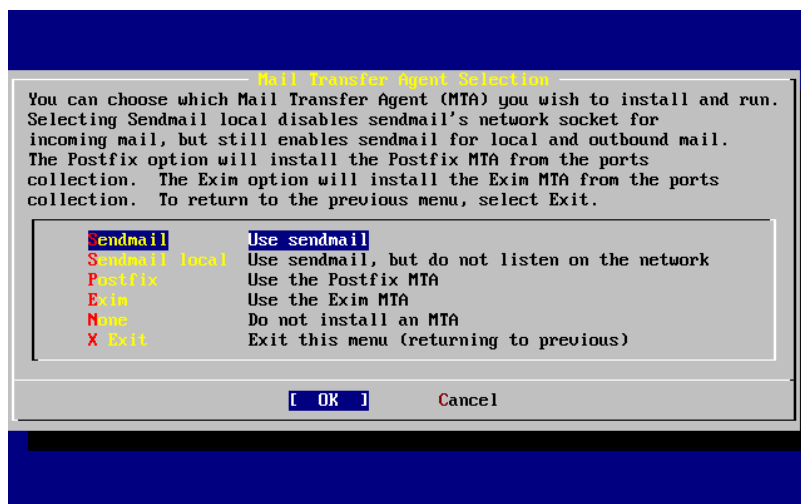 Mail Transfer Agent Selection
You can choose which Mail Transfer Agent (MTA) you wish to install and run.
Selecting Sendmail local disables sendmail's network socket for
incoming mail, but still enables sendmail for local and outbound mail.
The Postfix option will install the Postfix MTA from the ports
collection.  The Exim option will install the Exim MTA from the ports
collection.  To return to the previous menu, select Exit.
Sendmail Use sendmail
Sendmail local Use sendmail, but do not listen on the network
Postfix Use the Postfix MTA
Exim Use the Exim MTA
None Do not install an MTA
X Exit Exit this menu (returning to previous)
[ OK ] Cancel